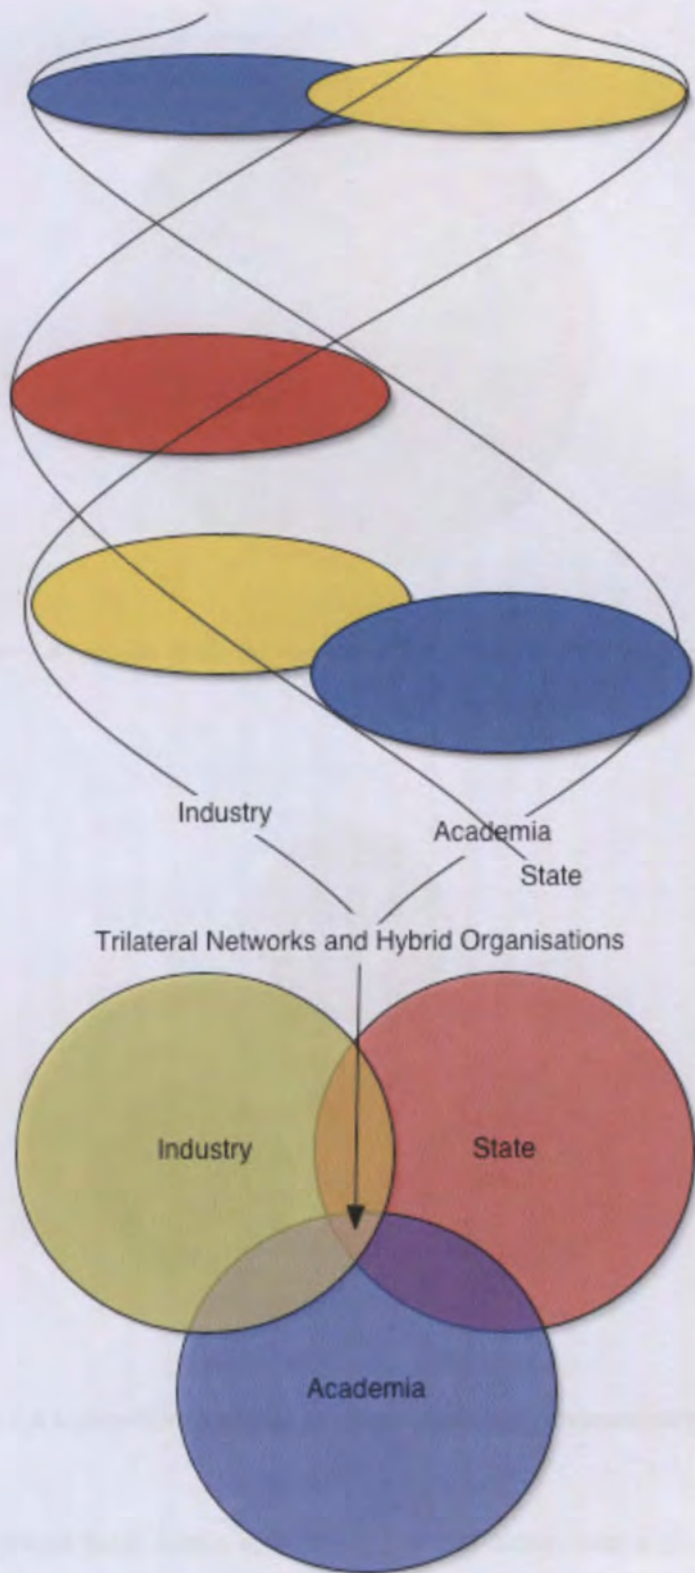 Industry
Academia
State
Trilateral Networks and Hybrid Organisations
Industry
State
Academia